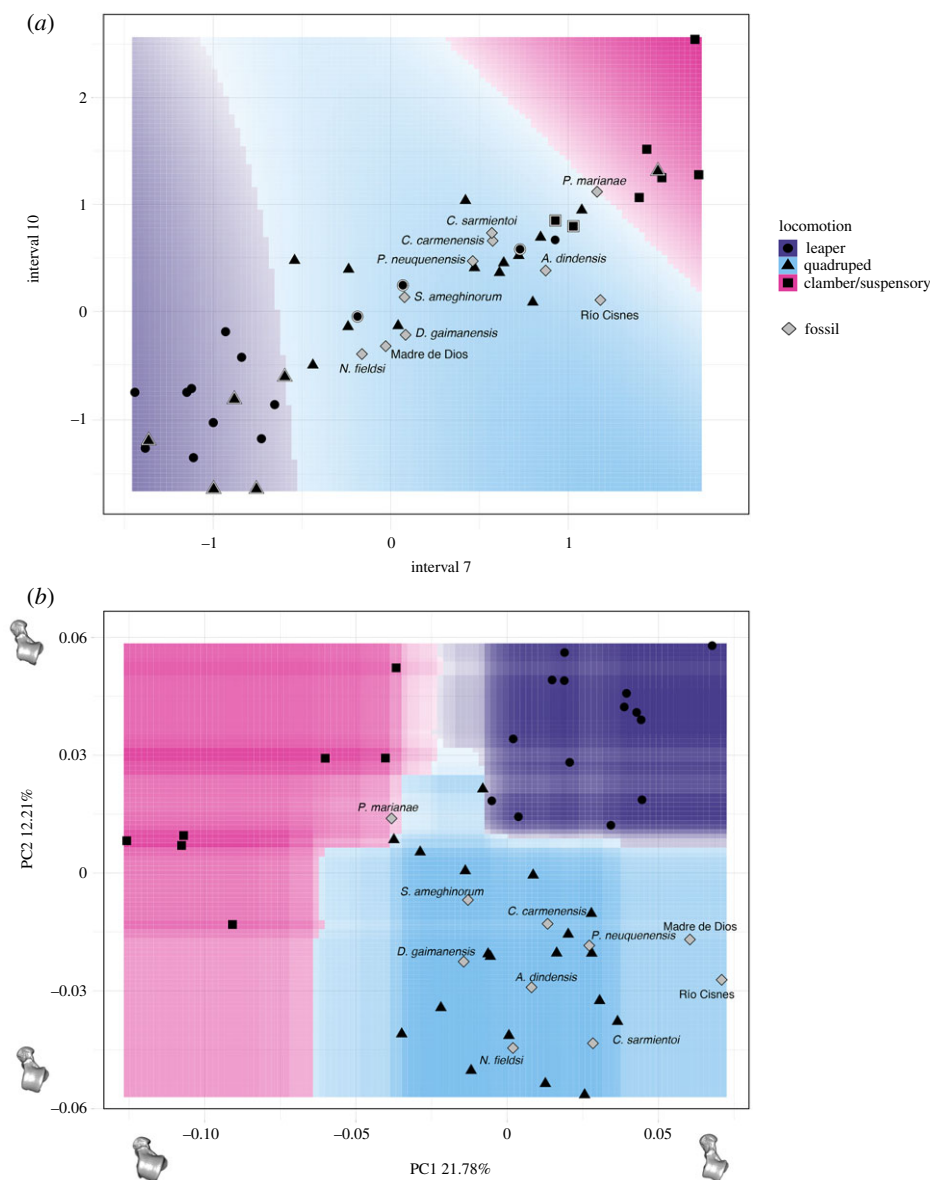 (a)
2
1
0
−1
interval 10
P. marianae
C. sarmientoi
C. carmenensis
P. neuquenensis
A. dindensis
S. ameghinorum
Río Cisnes
D. gaimanensis
Madre de Dios
N. fieldsi
−1
0
1
interval 7
locomotion
leaper
quadruped
clamber/suspensory
fossil
(b)
0.06
0.03
0
−0.03
−0.06
PC2 12.21%
P. marianae
S. ameghinorum
C. carmenensis
Madre de Dios
P. neuquenensis
D. gaimanensis
A. dindensis
Río Cisnes
C. sarmientoi
N. fieldsi
−0.10
−0.05
0
0.05
PC1 21.78%